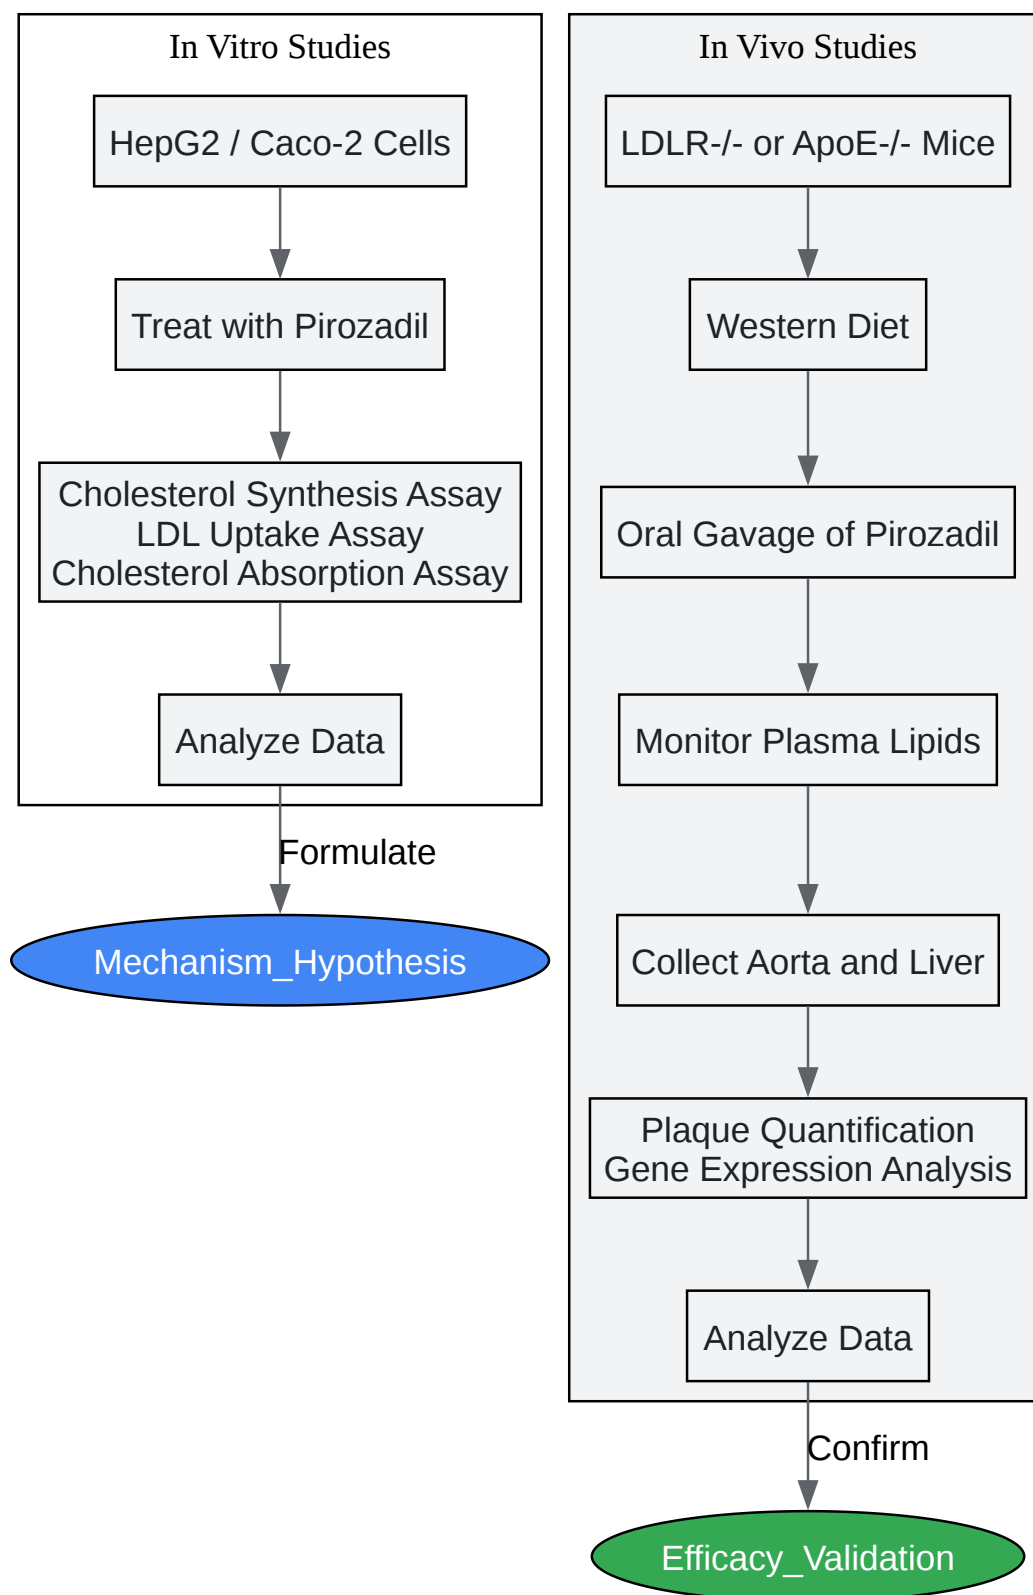 In Vitro Studies
HepG2 / Caco-2 Cells
Treat with Pirozadil
Cholesterol Synthesis Assay
LDL Uptake Assay
Cholesterol Absorption Assay
Analyze Data
Formulate
Mechanism_Hypothesis
In Vivo Studies
LDLR-/- or ApoE-/- Mice
Western Diet
Oral Gavage of Pirozadil
Monitor Plasma Lipids
Collect Aorta and Liver
Plaque Quantification
Gene Expression Analysis
Analyze Data
Confirm
Efficacy_Validation